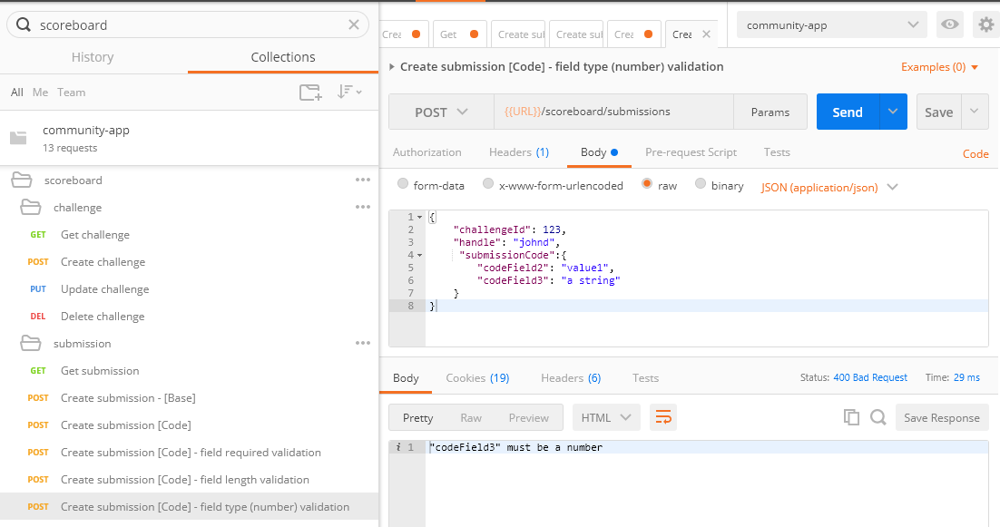 scoreboard
History
Collections
All Me Team
community-app
13 requests
scoreboard
challenge
GET Get challenge
POST Create challenge
PUT Update challenge
DEL Delete challenge
submission
GET Get submission
POST Create submission - [Base]
POST Create submission [Code]
POST Create submission [Code] - field required validation
POST Create submission [Code] - field length validation
POST Create submission [Code] - field type (number) validation
Crea Get Create sul Create sul Crea Crea
community-app
Create submission [Code] - field type (number) validation
Examples (0)
POST {{URL}}/scoreboard/submissions Params Send Save
Authorization Headers (1) Body Pre-request Script Tests Code
form-data x-www-form-urlencoded raw binary JSON (application/json)
1 {
2 "challengeId": 123,
3 "handle": "johnd",
4 "submissionCode":{
5 "codeField2": "value1",
6 "codeField3": "a string"
7 }
8 }
Body Cookies (19) Headers (6) Tests Status: 400 Bad Request Time: 29 ms
Pretty Raw Preview HTML Save Response
i 1 "codeField3" must be a number